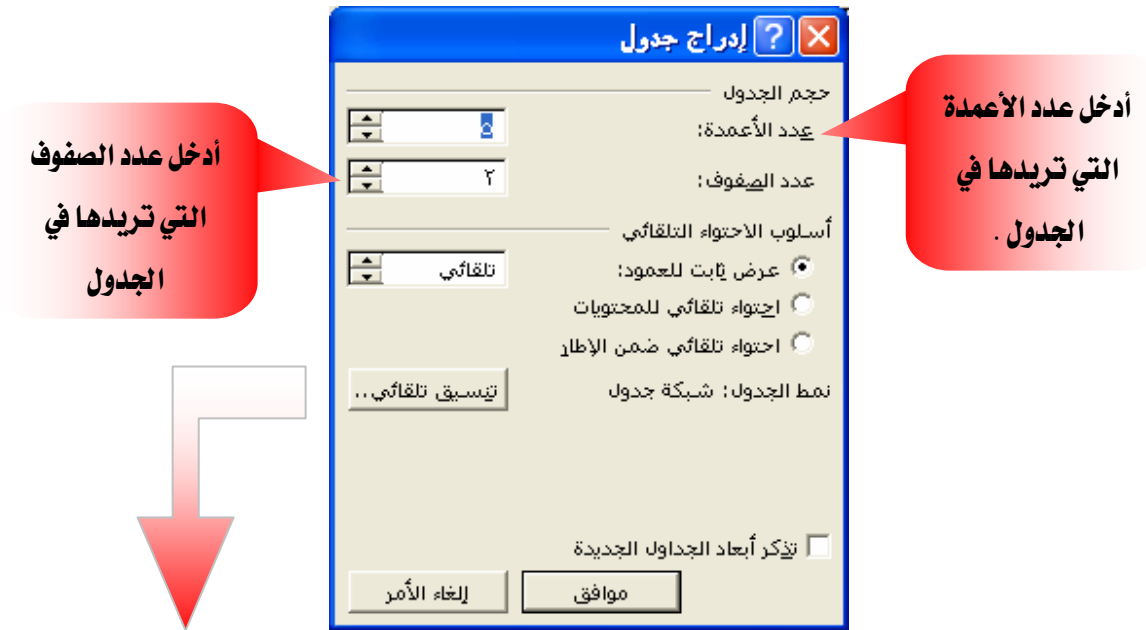 إدراج جدول
أدخل عدد الأعمدة
التي تريدها في
الجدول .
حجم الجدول
عدد الأعمدة: ٥
عدد الصفوف: ٢
أدخل عدد الصفوف
التي تريدها في
الجدول
أسلوب الاحتواء التلقائي
عرض ثابت للعمود: تلقائي
احتواء تلقائي للمحتويات
احتواء تلقائي ضمن الإطار
نمط الجدول: شبكة جدول تنسيق تلقائي..
تذكر أبعاد الجداول الجديدة
موافق إلغاء الأمر